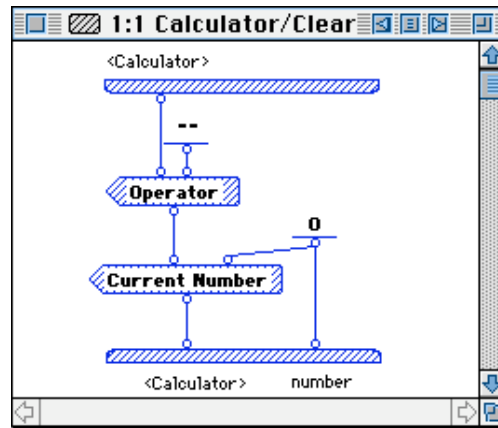 1:1 Calculator/Clear
<Calculator>
--
Operator
0
Current Number
<Calculator> number